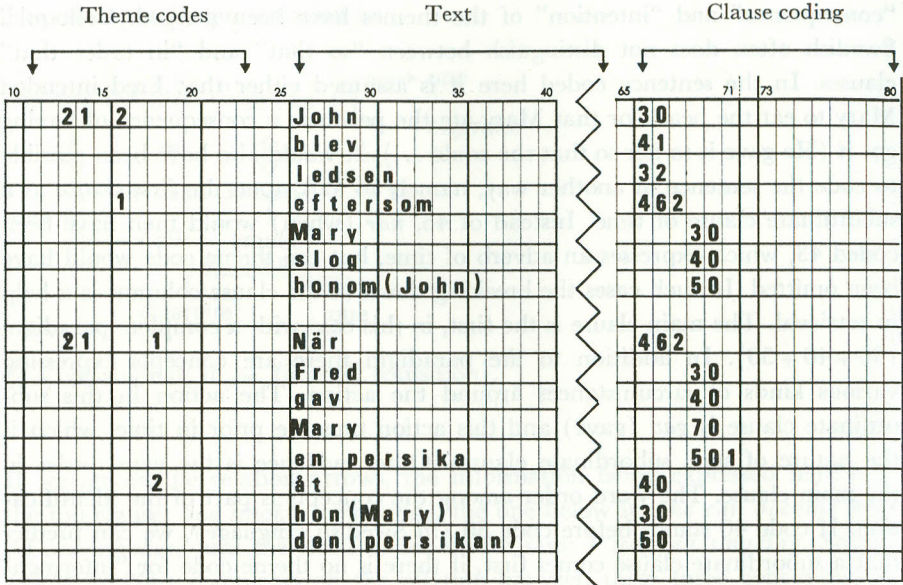 Theme codes Text Clause coding
10 15 20 25 30 35 40 65 71 73 80
21 2 John 30
blev 41
ledsen 32
1 eftersom 462
Mary 30
slog 40
honom(John) 50
21 1 När 462
Fred 30
gav 40
Mary 70
en persika 501
2 åt 40
hon(Mary) 30
den(persikan) 50